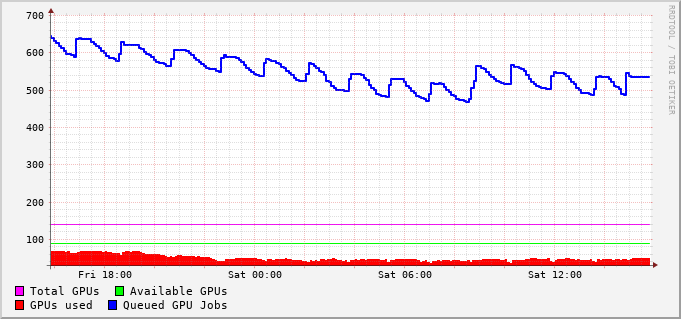 700
600
500
400
300
200
100
Fri 18:00 Sat 00:00 Sat 06:00 Sat 12:00
Total GPUs Available GPUs
GPUs used Queued GPU Jobs
RRDTOOL / TOBI OETIKER